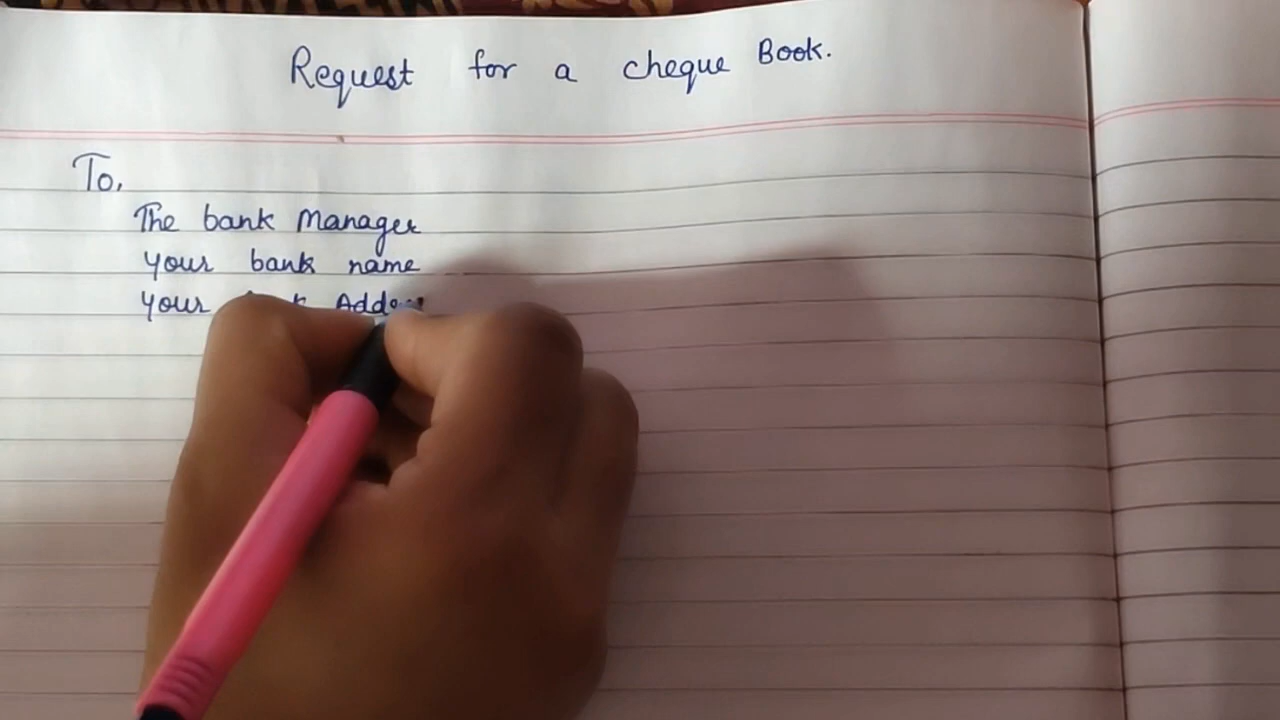 Request for a cheque Book.
To,
The bank Manager
Your bank name
Your